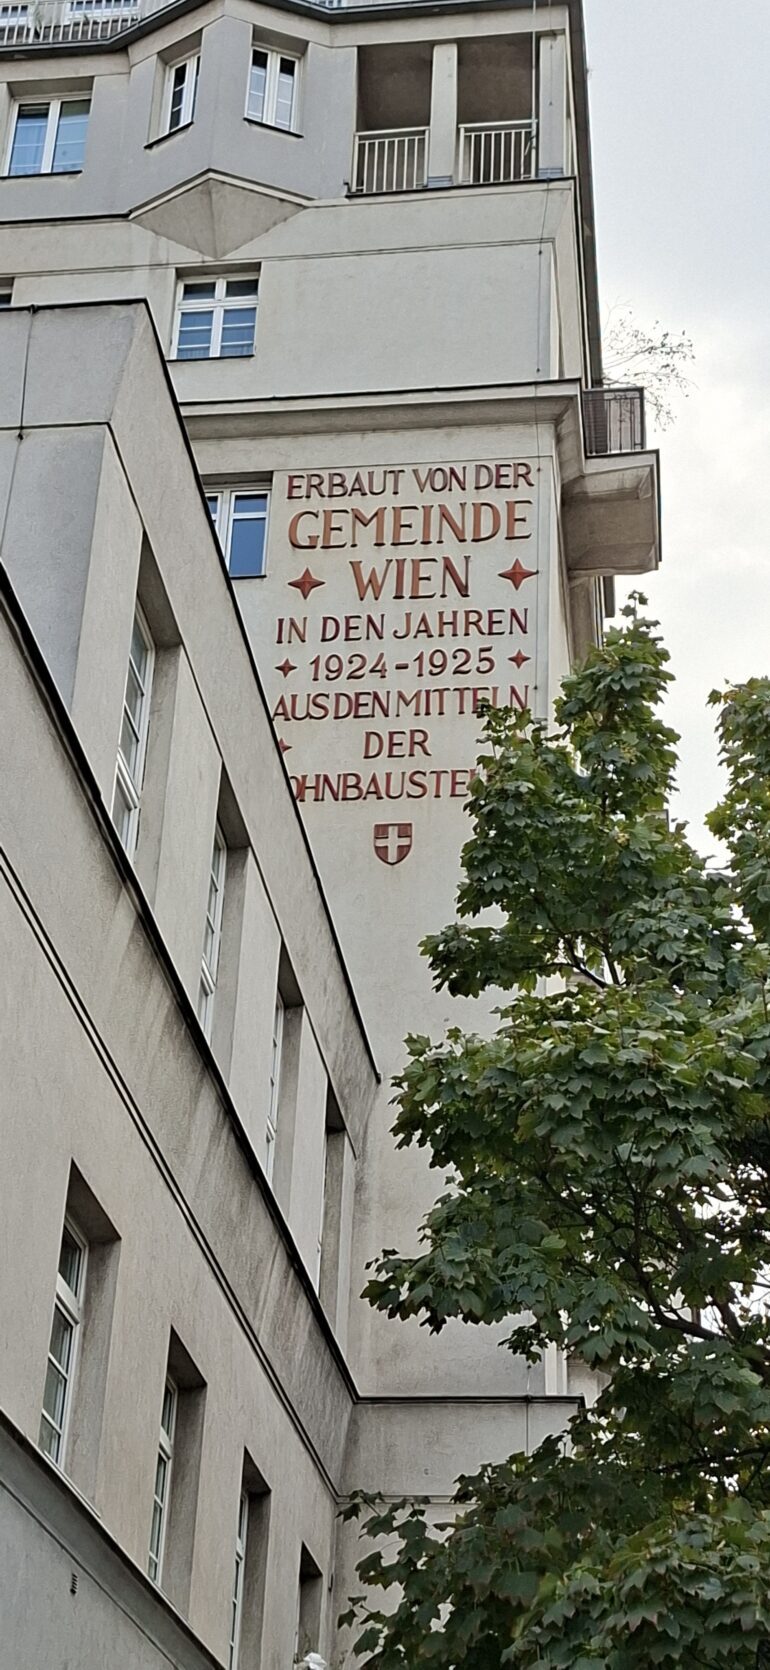 ERBAUT VON DER
GEMEINDE
WIEN
IN DEN JAHREN
1924-1925
AUS DEN MITTELN
DER